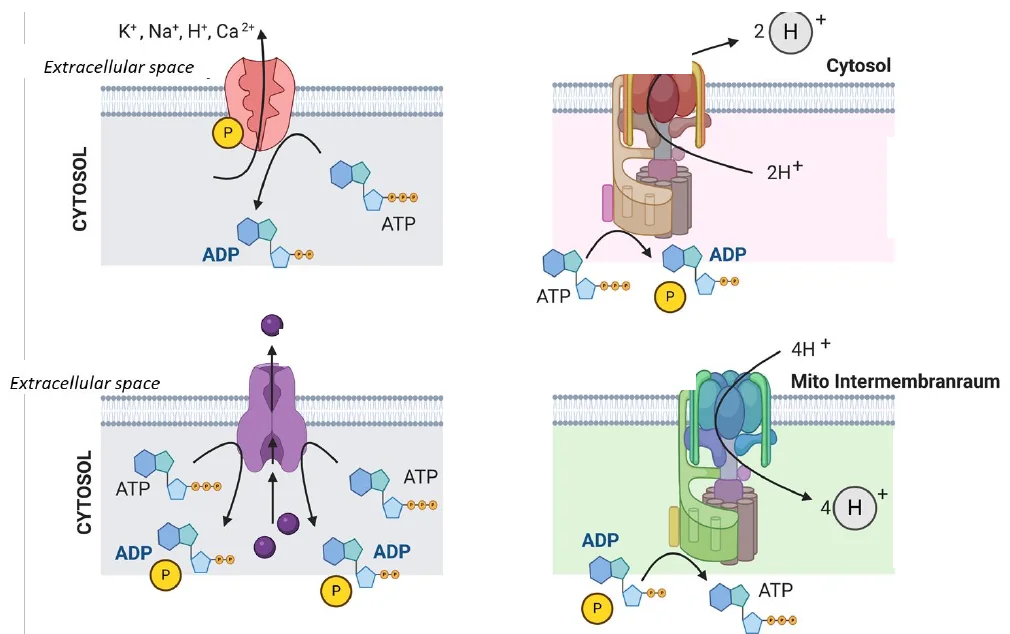 K⁺, Na⁺, H⁺, Ca²⁺
Extracellular space
CYTOSOL
P
ATP
P P P
ADP
P P
2 H⁺
Cytosol
2H⁺
ATP
P P P
ADP
P P
P
Extracellular space
CYTOSOL
ATP
P P P
ATP
P P P
ADP
P P
P
ADP
P P
P
4H⁺
Mito Intermembranraum
4 H⁺
ADP
P P
P
ATP
P P P